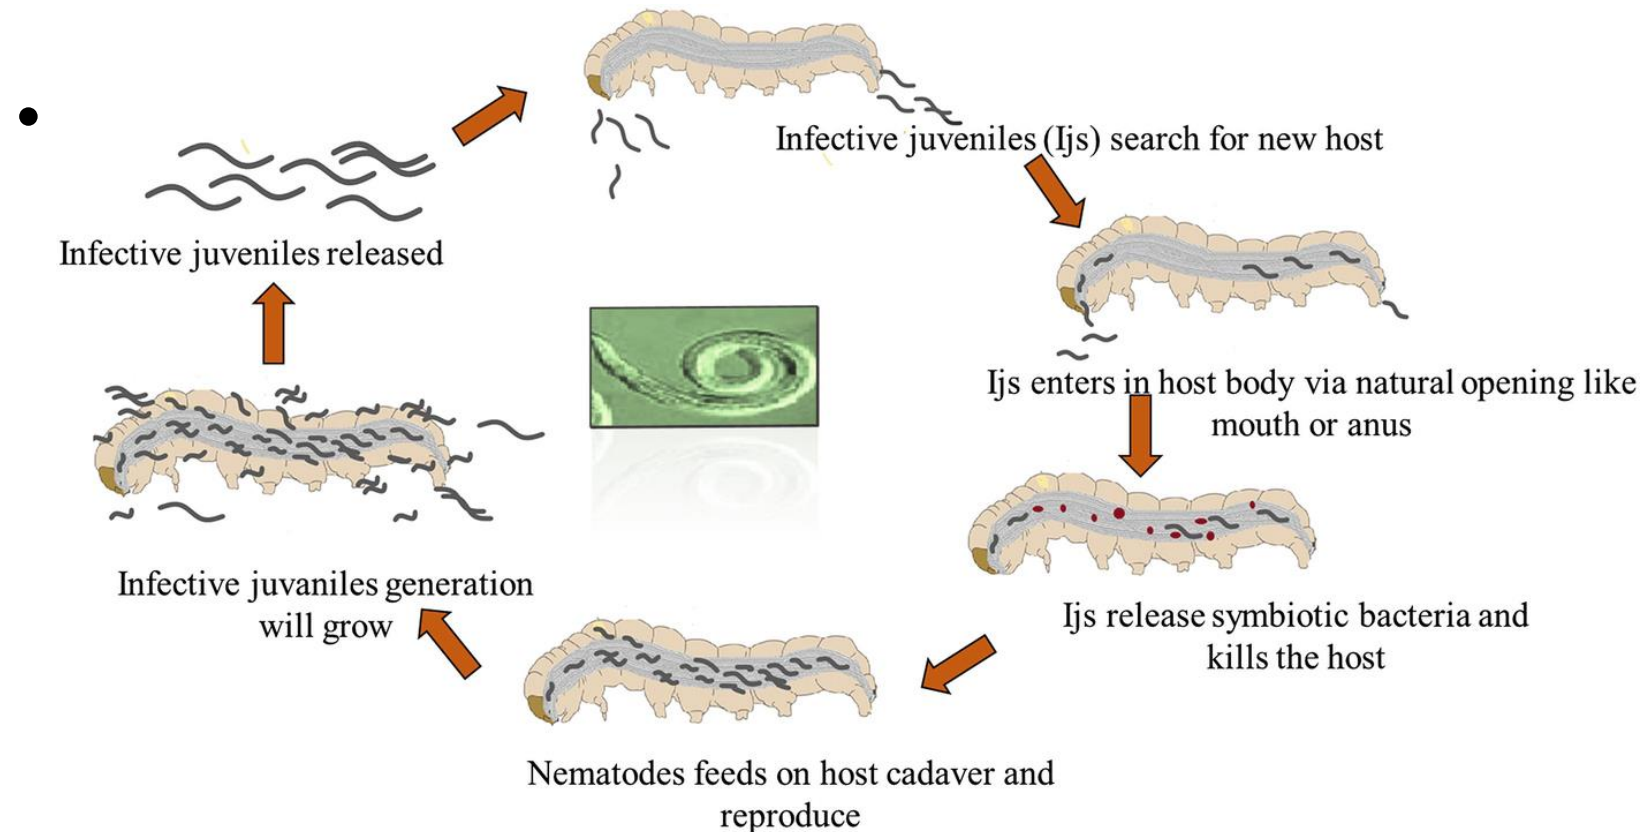 Infective juveniles (Ijs) search for new host
Ijs enters in host body via natural opening like
mouth or anus
Ijs release symbiotic bacteria and
kills the host
Nematodes feeds on host cadaver and
reproduce
Infective juvaniles generation
will grow
Infective juveniles released